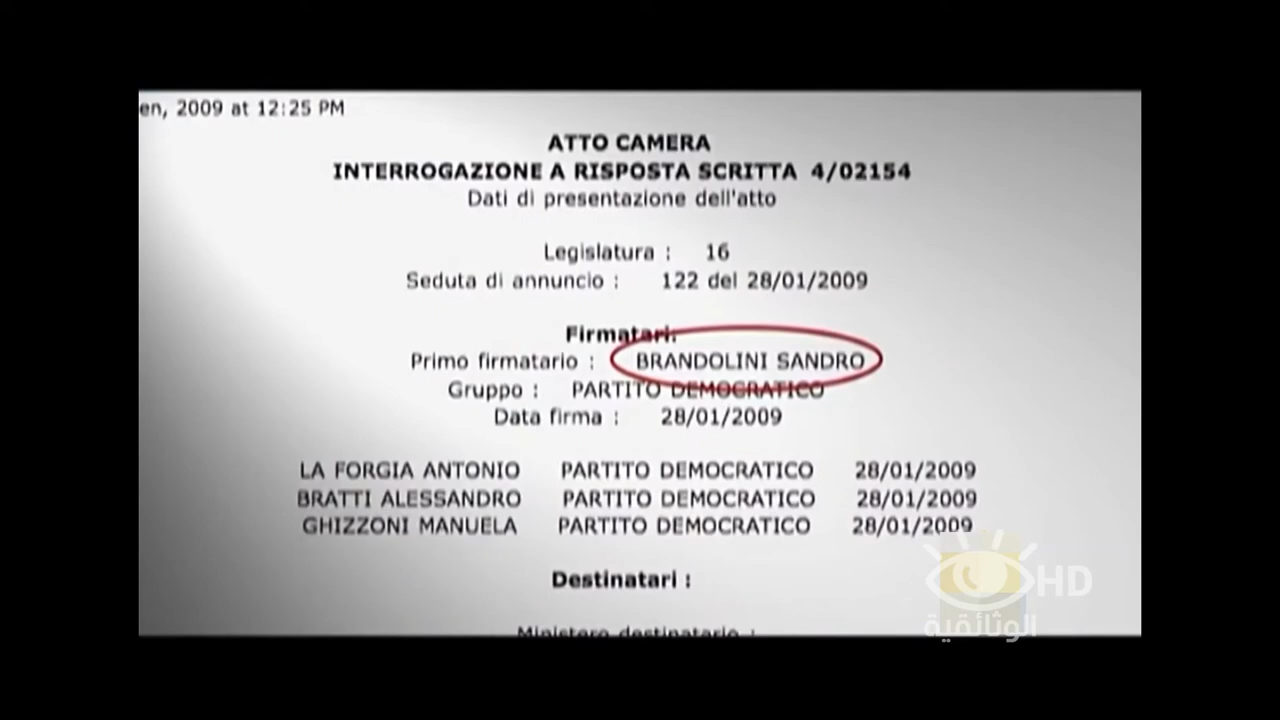 en, 2009 at 12:25 PM
ATTO CAMERA
INTERROGAZIONE A RISPOSTA SCRITTA 4/02154
Dati di presentazione dell'atto
Legislatura : 16
Seduta di annuncio : 122 del 28/01/2009
Firmatari:
Primo firmatario : BRANDOLINI SANDRO
Gruppo : PARTITO DEMOCRATICO
Data firma : 28/01/2009
LA FORGIA ANTONIO PARTITO DEMOCRATICO 28/01/2009
BRATTI ALESSANDRO PARTITO DEMOCRATICO 28/01/2009
GHIZZONI MANUELA PARTITO DEMOCRATICO 28/01/2009
Destinatari :
Ministero destinatario :
HD
الوثائقية